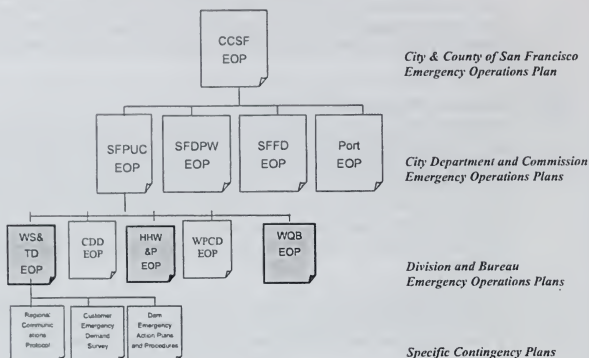 CCSF
EOP
City & County of San Francisco
Emergency Operations Plan
SFPUC
EOP
SFDPW
EOP
SFFD
EOP
Port
EOP
City Department and Commission
Emergency Operations Plans
WS&
TD
EOP
CDD
EOP
HHW
&P
EOP
WPCD
EOP
WQB
EOP
Division and Bureau
Emergency Operations Plans
Regional
Communic
ations
Protocol
Customer
Emergency
Demand
Survey
Dam
Emergency
Action Plans
and Procedures
Specific Contingency Plans